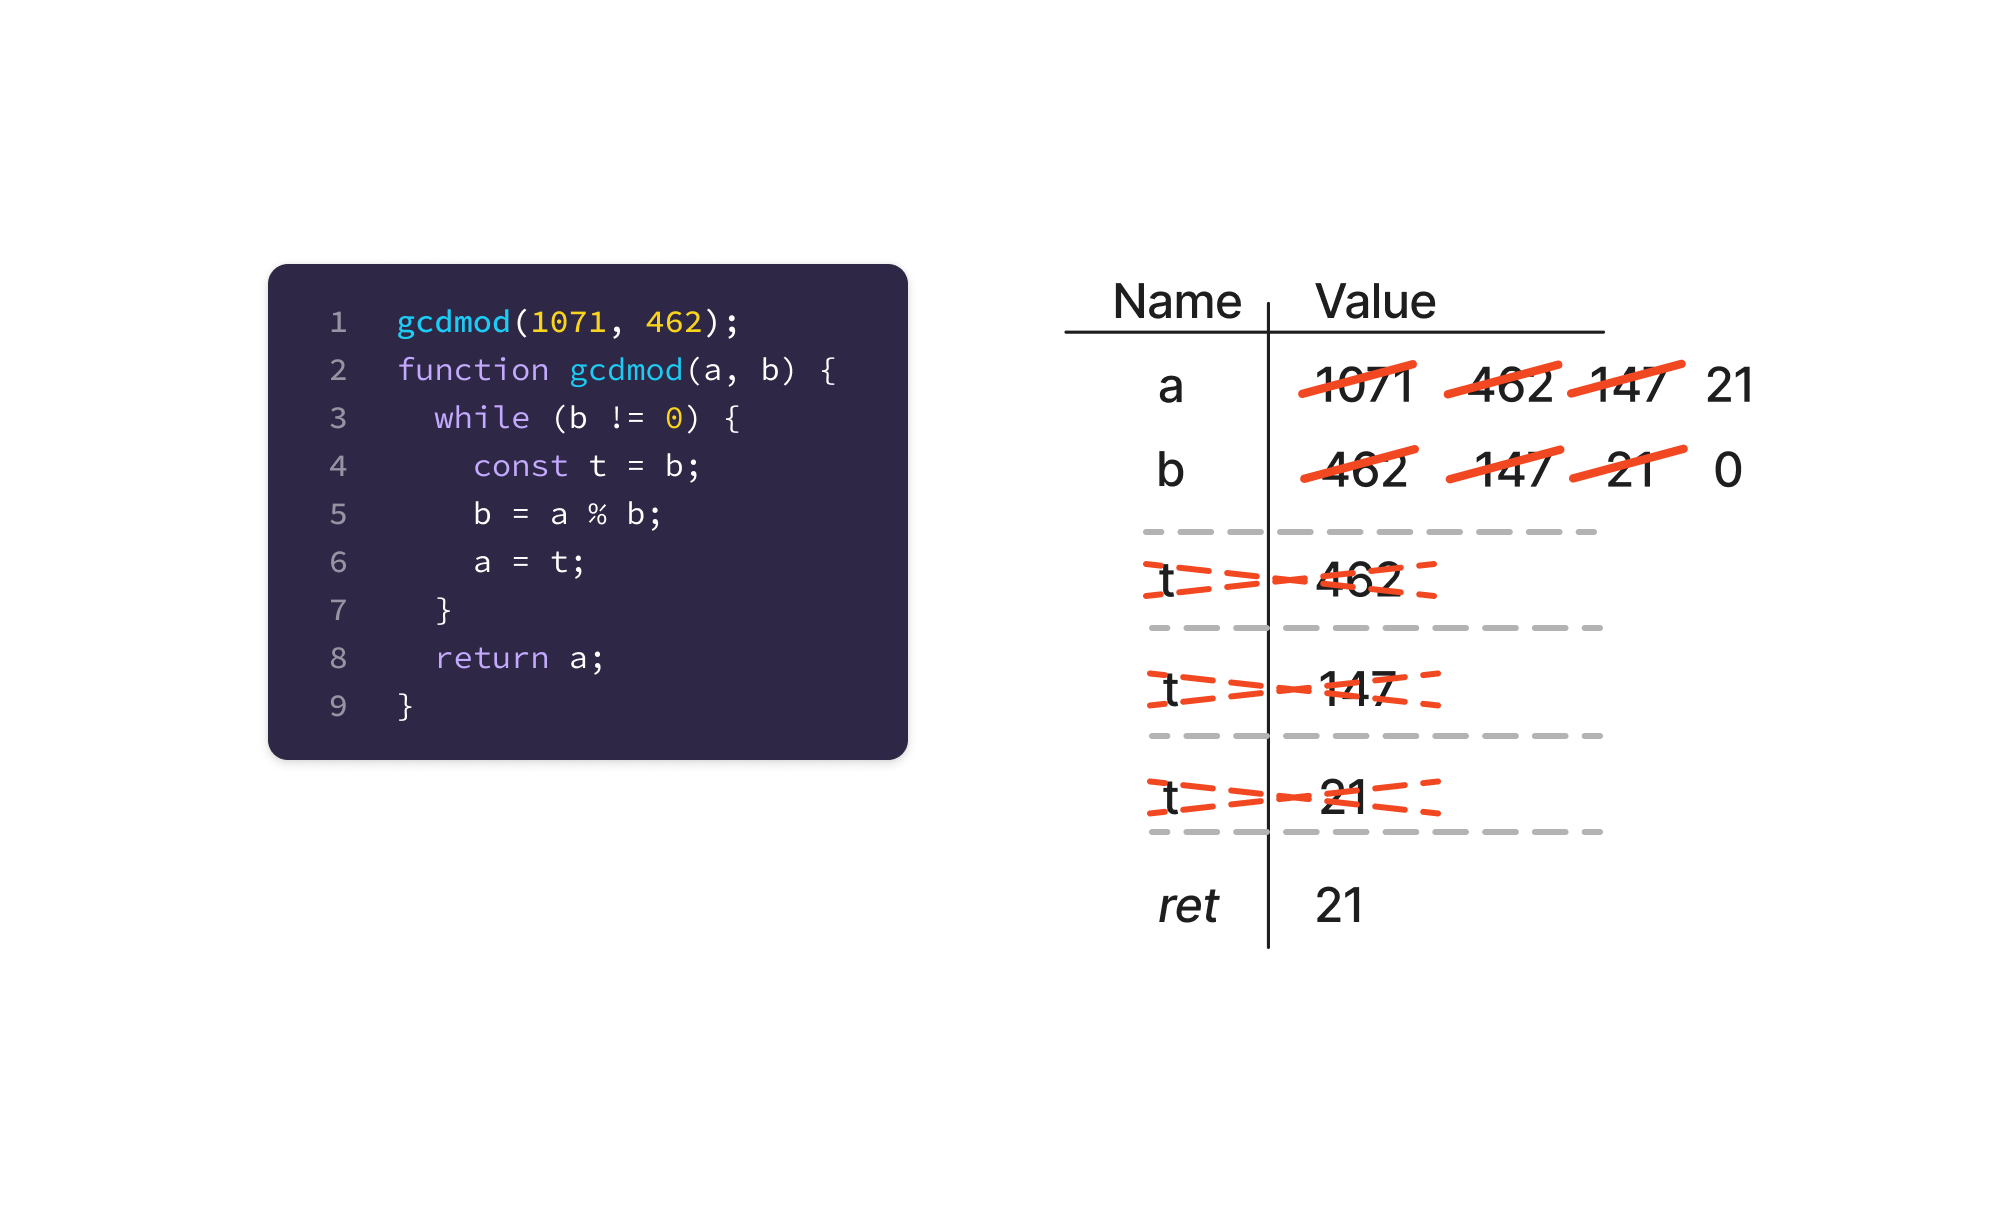 1 gcdmod(1071, 462);
2 function gcdmod(a, b) {
3 while (b != 0) {
4 const t = b;
5 b = a % b;
6 a = t;
7 }
8 return a;
9 }
Name Value
a 1071 462 147 21
b 462 147 21 0
t 462
t 147
t 21
ret 21